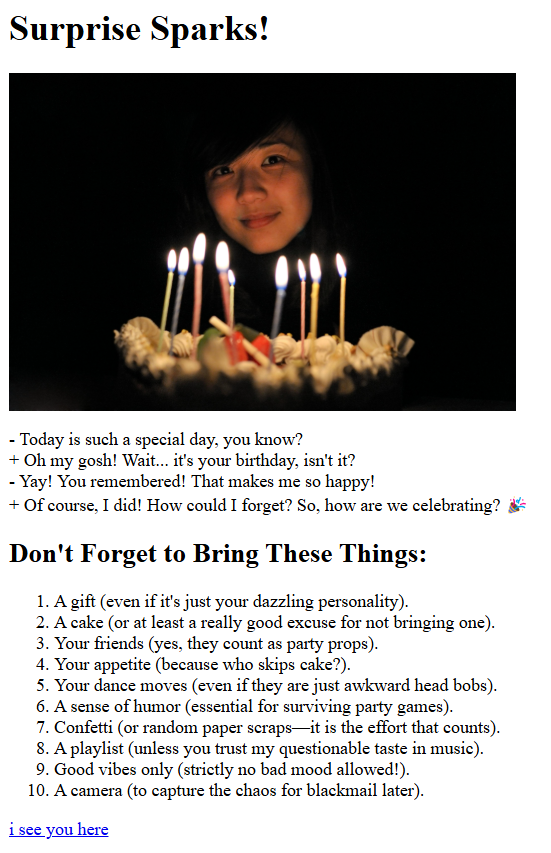 Surprise Sparks!
- Today is such a special day, you know?
+ Oh my gosh! Wait... it's your birthday, isn't it?
- Yay! You remembered! That makes me so happy!
+ Of course, I did! How could I forget? So, how are we celebrating? 🎉
Don't Forget to Bring These Things:
1. A gift (even if it's just your dazzling personality).
2. A cake (or at least a really good excuse for not bringing one).
3. Your friends (yes, they count as party props).
4. Your appetite (because who skips cake?).
5. Your dance moves (even if they are just awkward head bobs).
6. A sense of humor (essential for surviving party games).
7. Confetti (or random paper scraps—it is the effort that counts).
8. A playlist (unless you trust my questionable taste in music).
9. Good vibes only (strictly no bad mood allowed!).
10. A camera (to capture the chaos for blackmail later).
i see you here